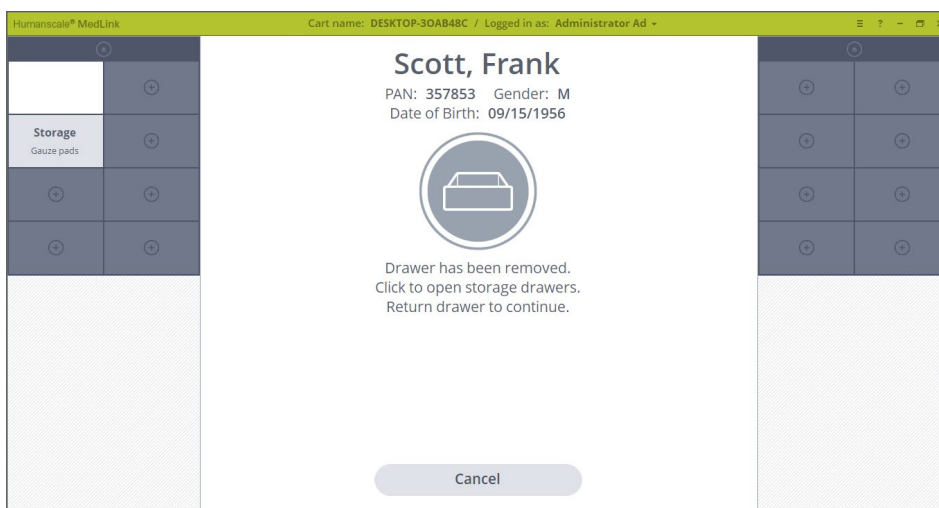 Humanscale® MedLink
Cart name: DESKTOP-3OAB48C / Logged in as: Administrator Ad
Scott, Frank
PAN: 357853 Gender: M
Date of Birth: 09/15/1956
Storage
Gauze pads
Drawer has been removed.
Click to open storage drawers.
Return drawer to continue.
Cancel